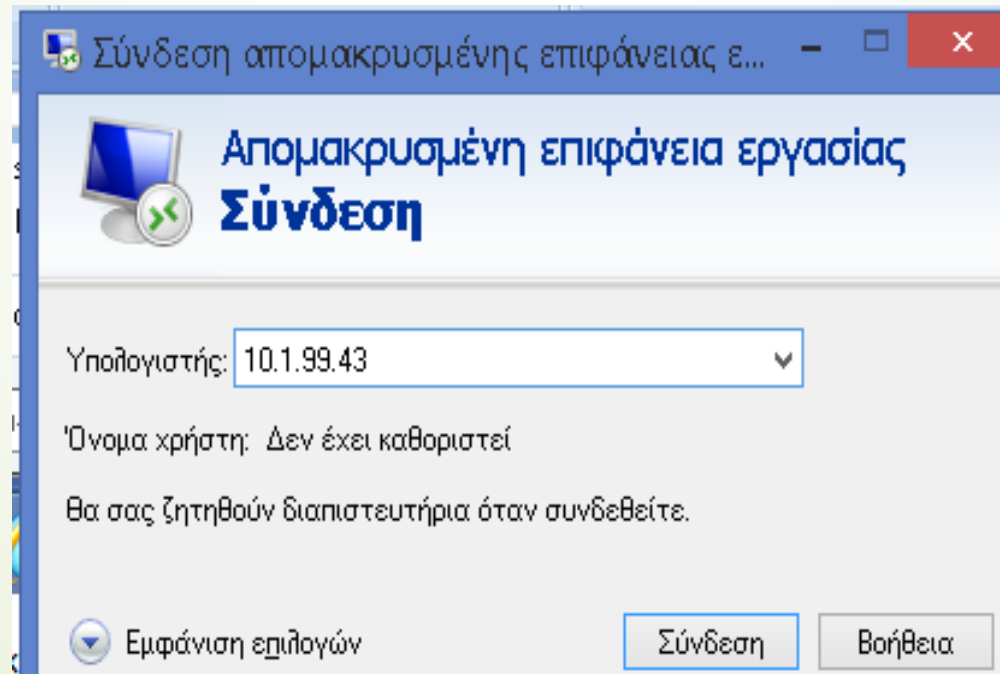 Σύνδεση απομακρυσμένης επιφάνειας ε...
Απομακρυσμένη επιφάνεια εργασίας
Σύνδεση
Υπολογιστής: 10.1.99.43
Όνομα χρήστη: Δεν έχει καθοριστεί
Θα σας ζητηθούν διαπιστευτήρια όταν συνδεθείτε.
Εμφάνιση επιλογών Σύνδεση Βοήθεια